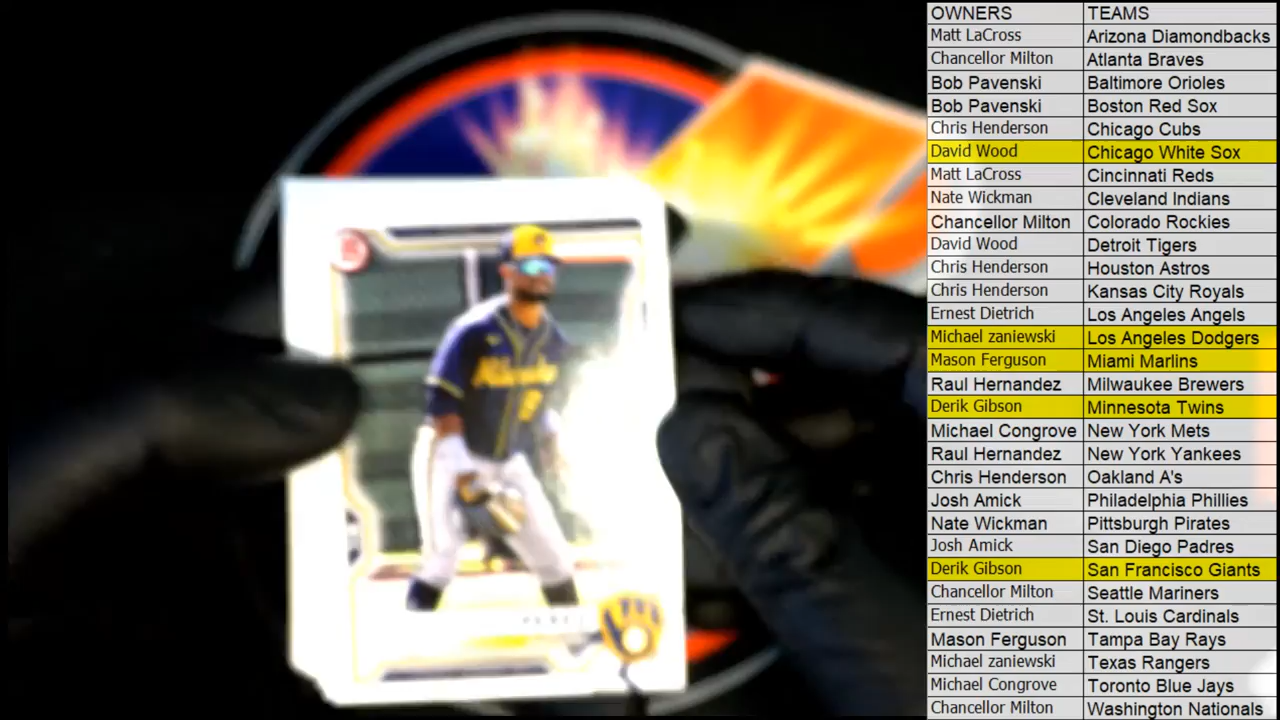 OWNERS TEAMS
Matt LaCross Arizona Diamondbacks
Chancellor Milton Atlanta Braves
Bob Pavenski Baltimore Orioles
Bob Pavenski Boston Red Sox
Chris Henderson Chicago Cubs
David Wood Chicago White Sox
Matt LaCross Cincinnati Reds
Nate Wickman Cleveland Indians
Chancellor Milton Colorado Rockies
David Wood Detroit Tigers
Chris Henderson Houston Astros
Chris Henderson Kansas City Royals
Ernest Dietrich Los Angeles Angels
Michael zaniewski Los Angeles Dodgers
Mason Ferguson Miami Marlins
Raul Hernandez Milwaukee Brewers
Derik Gibson Minnesota Twins
Michael Congrove New York Mets
Raul Hernandez New York Yankees
Chris Henderson Oakland A's
Josh Amick Philadelphia Phillies
Nate Wickman Pittsburgh Pirates
Josh Amick San Diego Padres
Derik Gibson San Francisco Giants
Chancellor Milton Seattle Mariners
Ernest Dietrich St. Louis Cardinals
Mason Ferguson Tampa Bay Rays
Michael zaniewski Texas Rangers
Michael Congrove Toronto Blue Jays
Chancellor Milton Washington Nationals